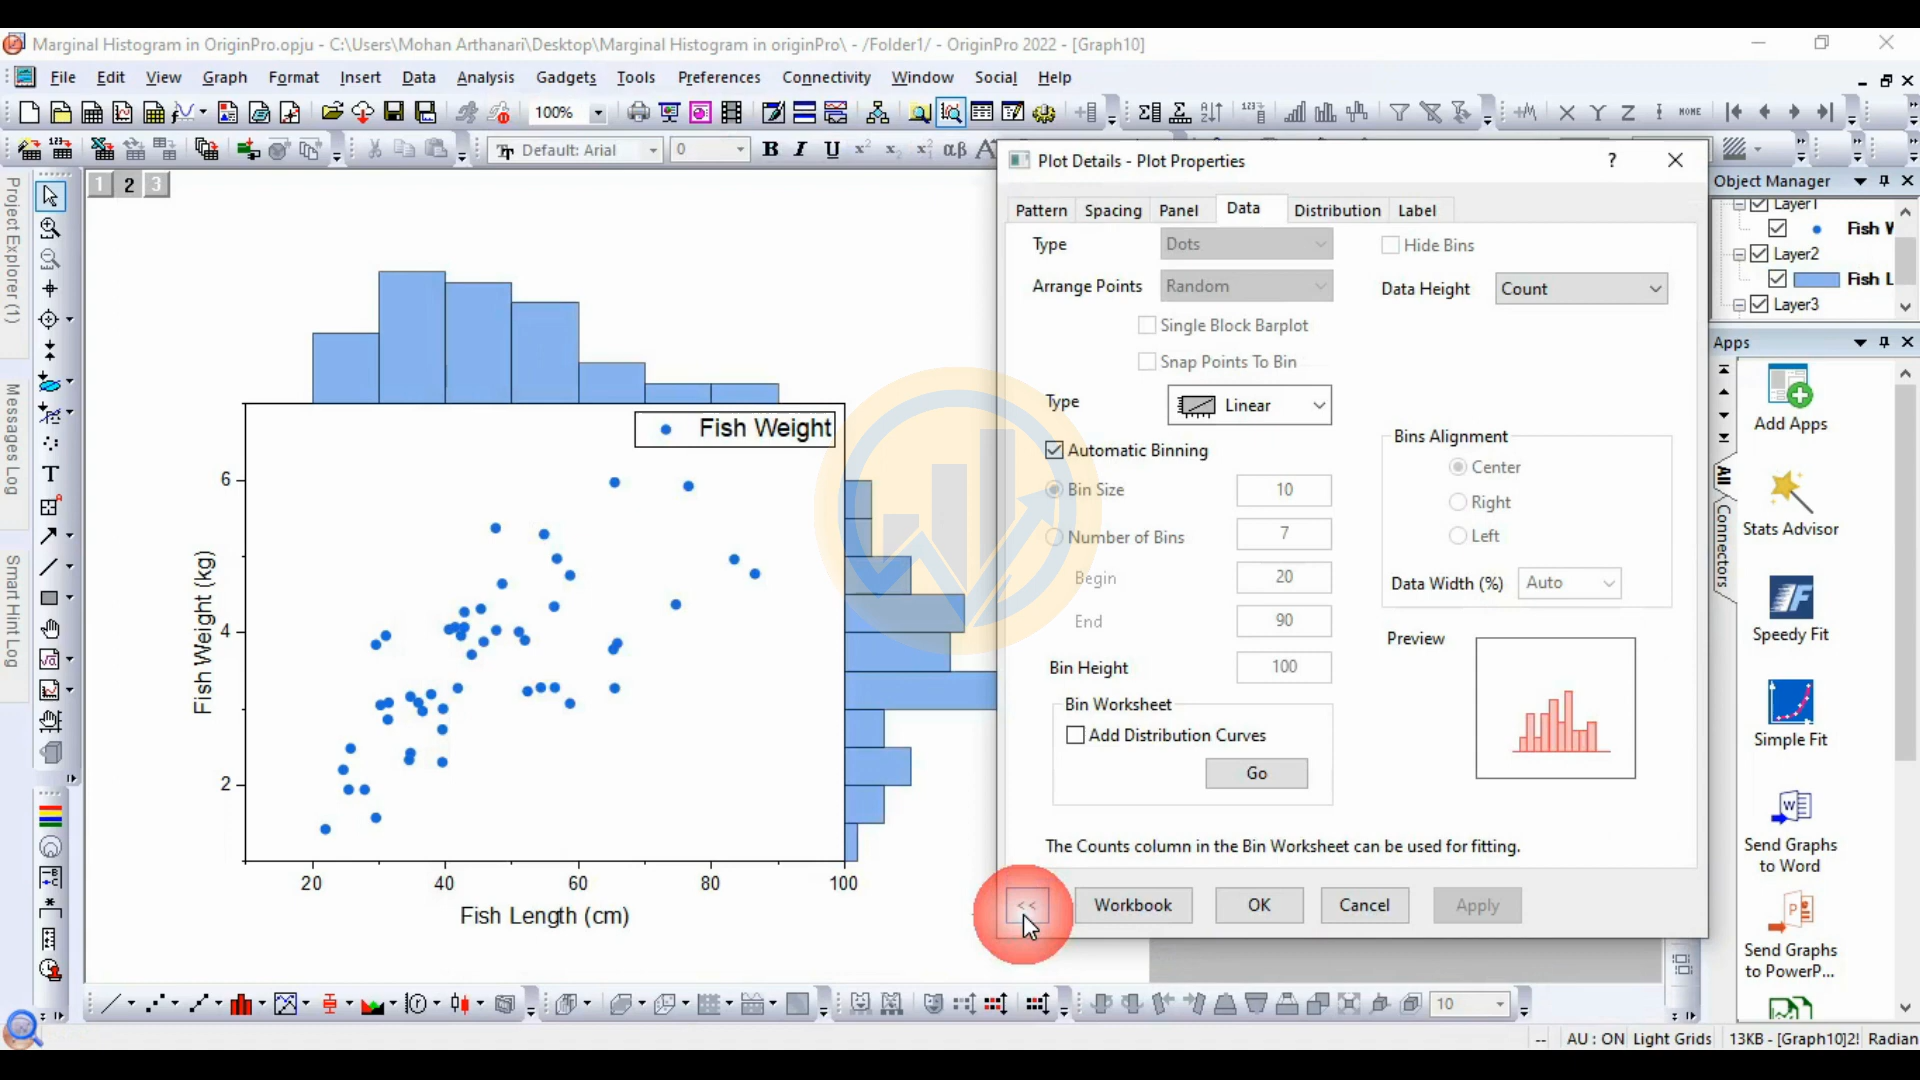 Marginal Histogram in OriginPro.opju - C:\Users\Mohan Arthanari\Desktop\Marginal Histogram in originPro\ - /Folder1/ - OriginPro 2022 - [Graph10]
File Edit View Graph Format Insert Data Analysis Gadgets Tools Preferences Connectivity Window Social Help
100%
HOME
Default: Arial 0 B I U αβ A
Plot Details - Plot Properties ? ×
Object Manager
Project Explorer (1)
Messages Log
Smart Hint Log
1 2 3
Pattern Spacing Panel Data Distribution Label
Type Dots Hide Bins
Arrange Points Random Data Height Count
Single Block Barplot
Snap Points To Bin
Type Linear
Automatic Binning
Bins Alignment
Center
Bin Size 10
Right
Number of Bins 7
Left
Begin 20
Data Width (%) Auto
End 90
Preview
Bin Height 100
Bin Worksheet
Add Distribution Curves
Go
The Counts column in the Bin Worksheet can be used for fitting.
<< Workbook OK Cancel Apply
Fish Weight
6
4
2
Fish Weight (kg)
20 40 60 80 100
Fish Length (cm)
Layer1
Fish W
Layer2
Fish L
Layer3
Apps
All
Connectors
Add Apps
Stats Advisor
Speedy Fit
Simple Fit
Send Graphs
to Word
Send Graphs
to PowerP...
10
-- AU : ON Light Grids 13KB - [Graph10]2! Radian